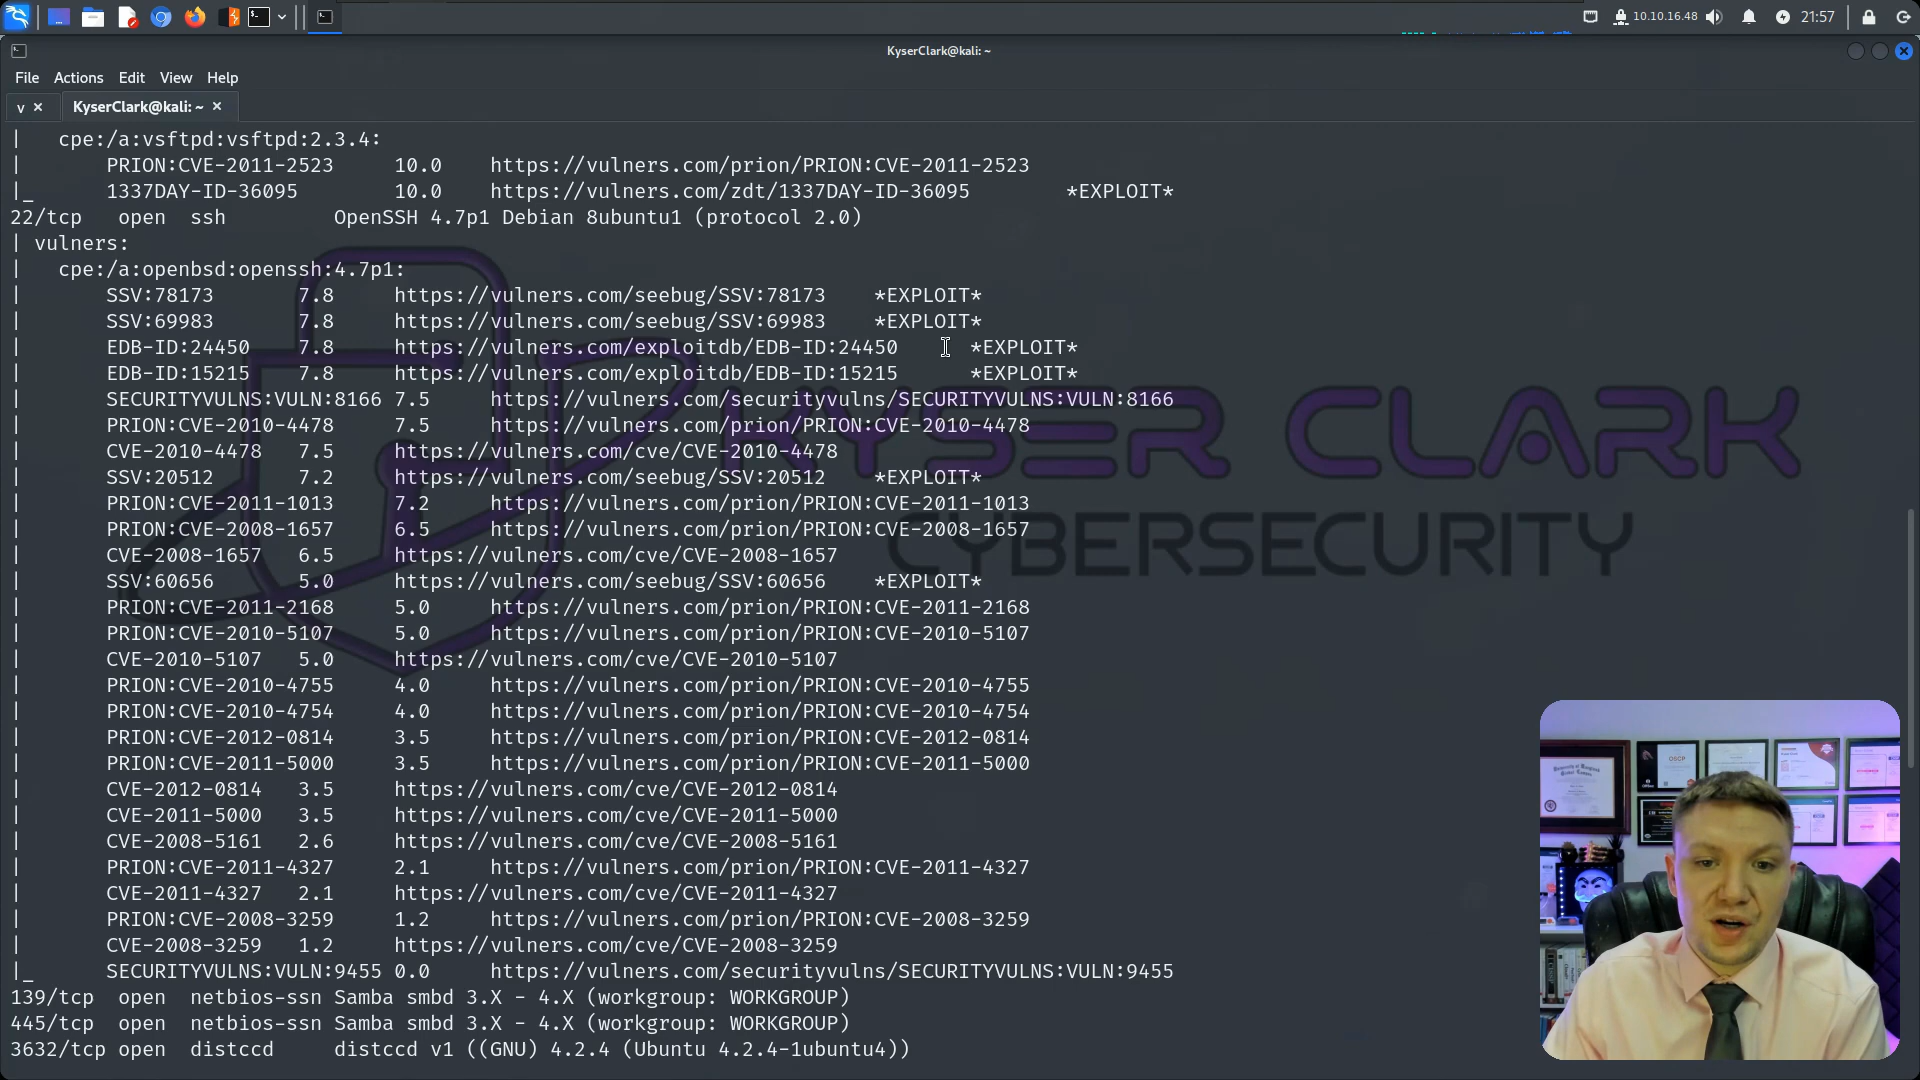 10.10.16.48 21:57
KyserClark@kali: ~
File Actions Edit View Help
v KyserClark@kali: ~
| cpe:/a:vsftpd:vsftpd:2.3.4:
| PRION:CVE-2011-2523 10.0 https://vulners.com/prion/PRION:CVE-2011-2523
|_ 1337DAY-ID-36095 10.0 https://vulners.com/zdt/1337DAY-ID-36095 *EXPLOIT*
22/tcp open ssh OpenSSH 4.7p1 Debian 8ubuntu1 (protocol 2.0)
| vulners:
| cpe:/a:openbsd:openssh:4.7p1:
| SSV:78173 7.8 https://vulners.com/seebug/SSV:78173 *EXPLOIT*
| SSV:69983 7.8 https://vulners.com/seebug/SSV:69983 *EXPLOIT*
| EDB-ID:24450 7.8 https://vulners.com/exploitdb/EDB-ID:24450 *EXPLOIT*
| EDB-ID:15215 7.8 https://vulners.com/exploitdb/EDB-ID:15215 *EXPLOIT*
| SECURITYVULNS:VULN:8166 7.5 https://vulners.com/securityvulns/SECURITYVULNS:VULN:8166
| PRION:CVE-2010-4478 7.5 https://vulners.com/prion/PRION:CVE-2010-4478
| CVE-2010-4478 7.5 https://vulners.com/cve/CVE-2010-4478
| SSV:20512 7.2 https://vulners.com/seebug/SSV:20512 *EXPLOIT*
| PRION:CVE-2011-1013 7.2 https://vulners.com/prion/PRION:CVE-2011-1013
| PRION:CVE-2008-1657 6.5 https://vulners.com/prion/PRION:CVE-2008-1657
| CVE-2008-1657 6.5 https://vulners.com/cve/CVE-2008-1657
| SSV:60656 5.0 https://vulners.com/seebug/SSV:60656 *EXPLOIT*
| PRION:CVE-2011-2168 5.0 https://vulners.com/prion/PRION:CVE-2011-2168
| PRION:CVE-2010-5107 5.0 https://vulners.com/prion/PRION:CVE-2010-5107
| CVE-2010-5107 5.0 https://vulners.com/cve/CVE-2010-5107
| PRION:CVE-2010-4755 4.0 https://vulners.com/prion/PRION:CVE-2010-4755
| PRION:CVE-2010-4754 4.0 https://vulners.com/prion/PRION:CVE-2010-4754
| PRION:CVE-2012-0814 3.5 https://vulners.com/prion/PRION:CVE-2012-0814
| PRION:CVE-2011-5000 3.5 https://vulners.com/prion/PRION:CVE-2011-5000
| CVE-2012-0814 3.5 https://vulners.com/cve/CVE-2012-0814
| CVE-2011-5000 3.5 https://vulners.com/cve/CVE-2011-5000
| CVE-2008-5161 2.6 https://vulners.com/cve/CVE-2008-5161
| PRION:CVE-2011-4327 2.1 https://vulners.com/prion/PRION:CVE-2011-4327
| CVE-2011-4327 2.1 https://vulners.com/cve/CVE-2011-4327
| PRION:CVE-2008-3259 1.2 https://vulners.com/prion/PRION:CVE-2008-3259
| CVE-2008-3259 1.2 https://vulners.com/cve/CVE-2008-3259
|_ SECURITYVULNS:VULN:9455 0.0 https://vulners.com/securityvulns/SECURITYVULNS:VULN:9455
139/tcp open netbios-ssn Samba smbd 3.X - 4.X (workgroup: WORKGROUP)
445/tcp open netbios-ssn Samba smbd 3.X - 4.X (workgroup: WORKGROUP)
3632/tcp open distccd distccd v1 ((GNU) 4.2.4 (Ubuntu 4.2.4-1ubuntu4))
KYSER CLARK
CYBERSECURITY
OSCP